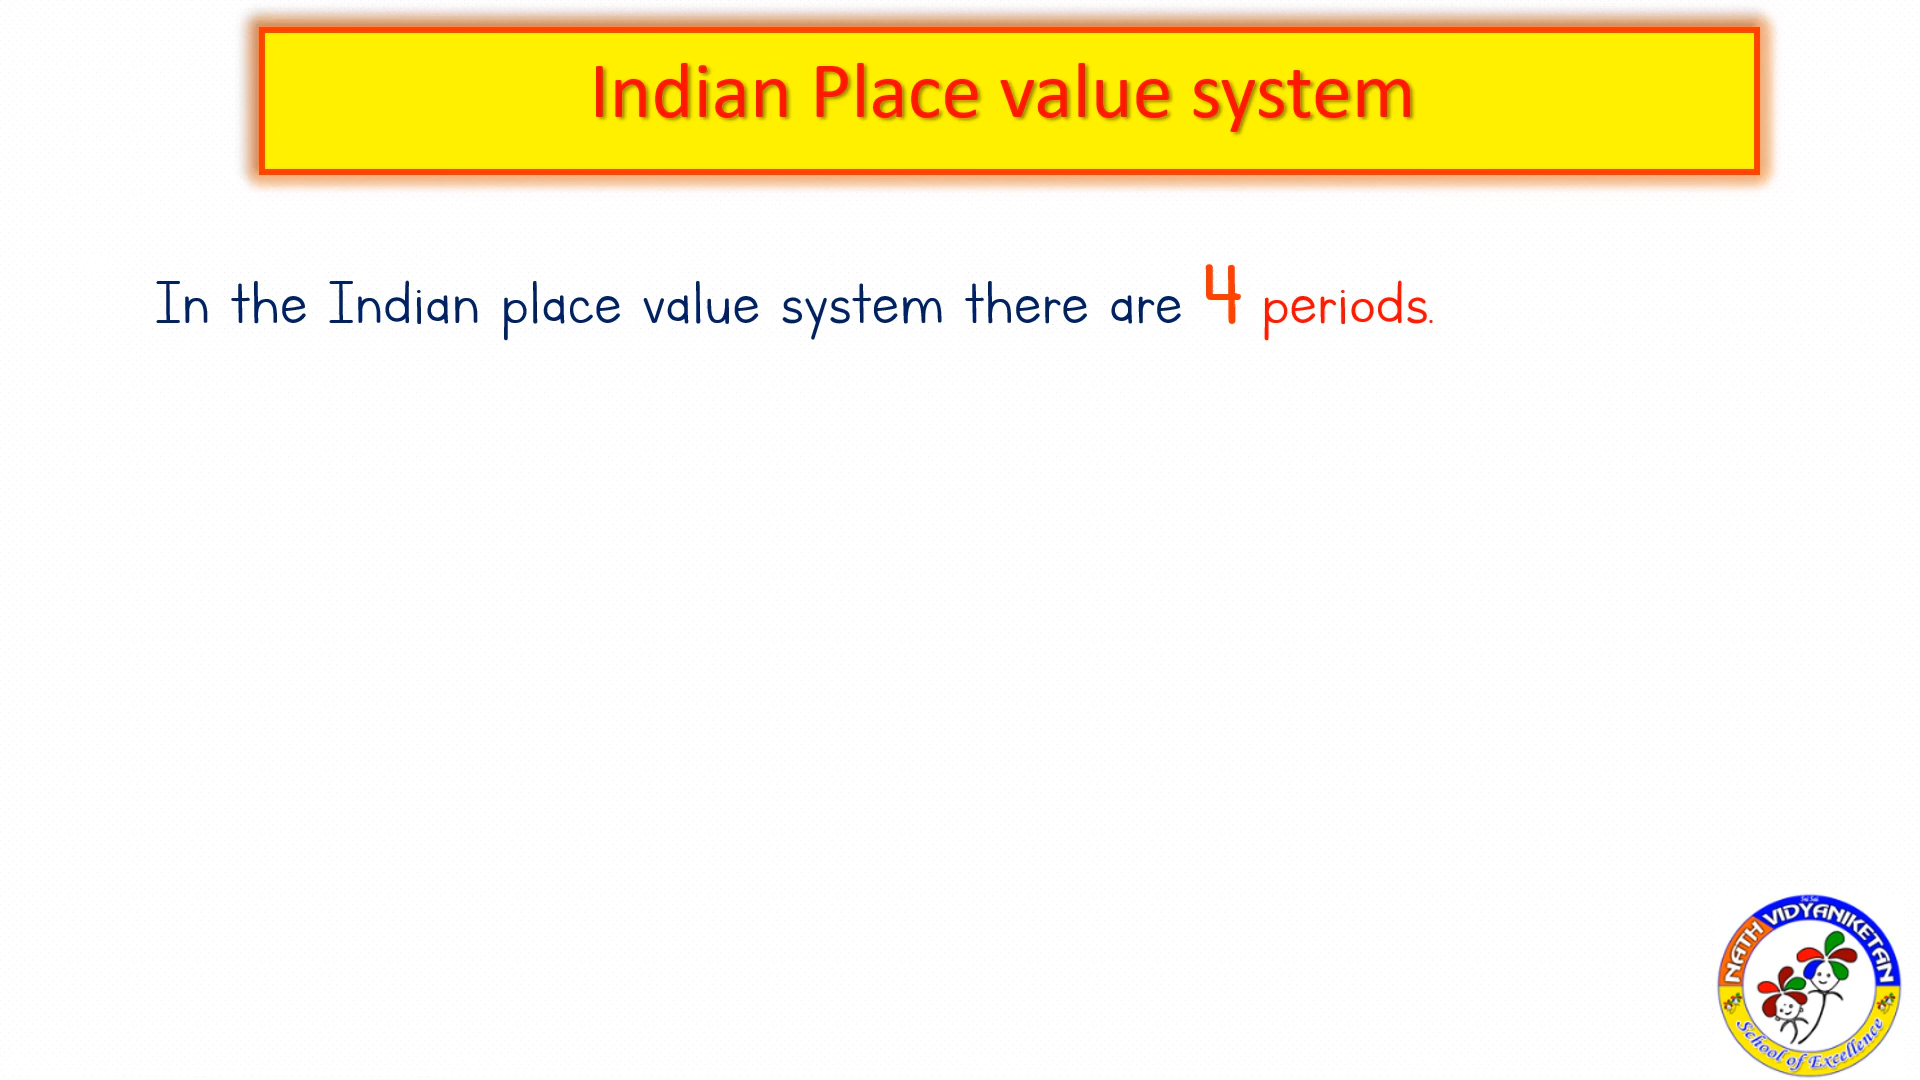 Indian Place value system
In the Indian place value system there are 4 periods.
NATH VIDYANIKETAN
School of Excellence